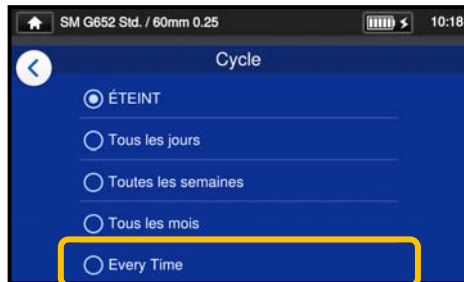 SM G652 Std. / 60mm 0.25 10:18
Cycle
ÉTEINT
Tous les jours
Toutes les semaines
Tous les mois
Every Time